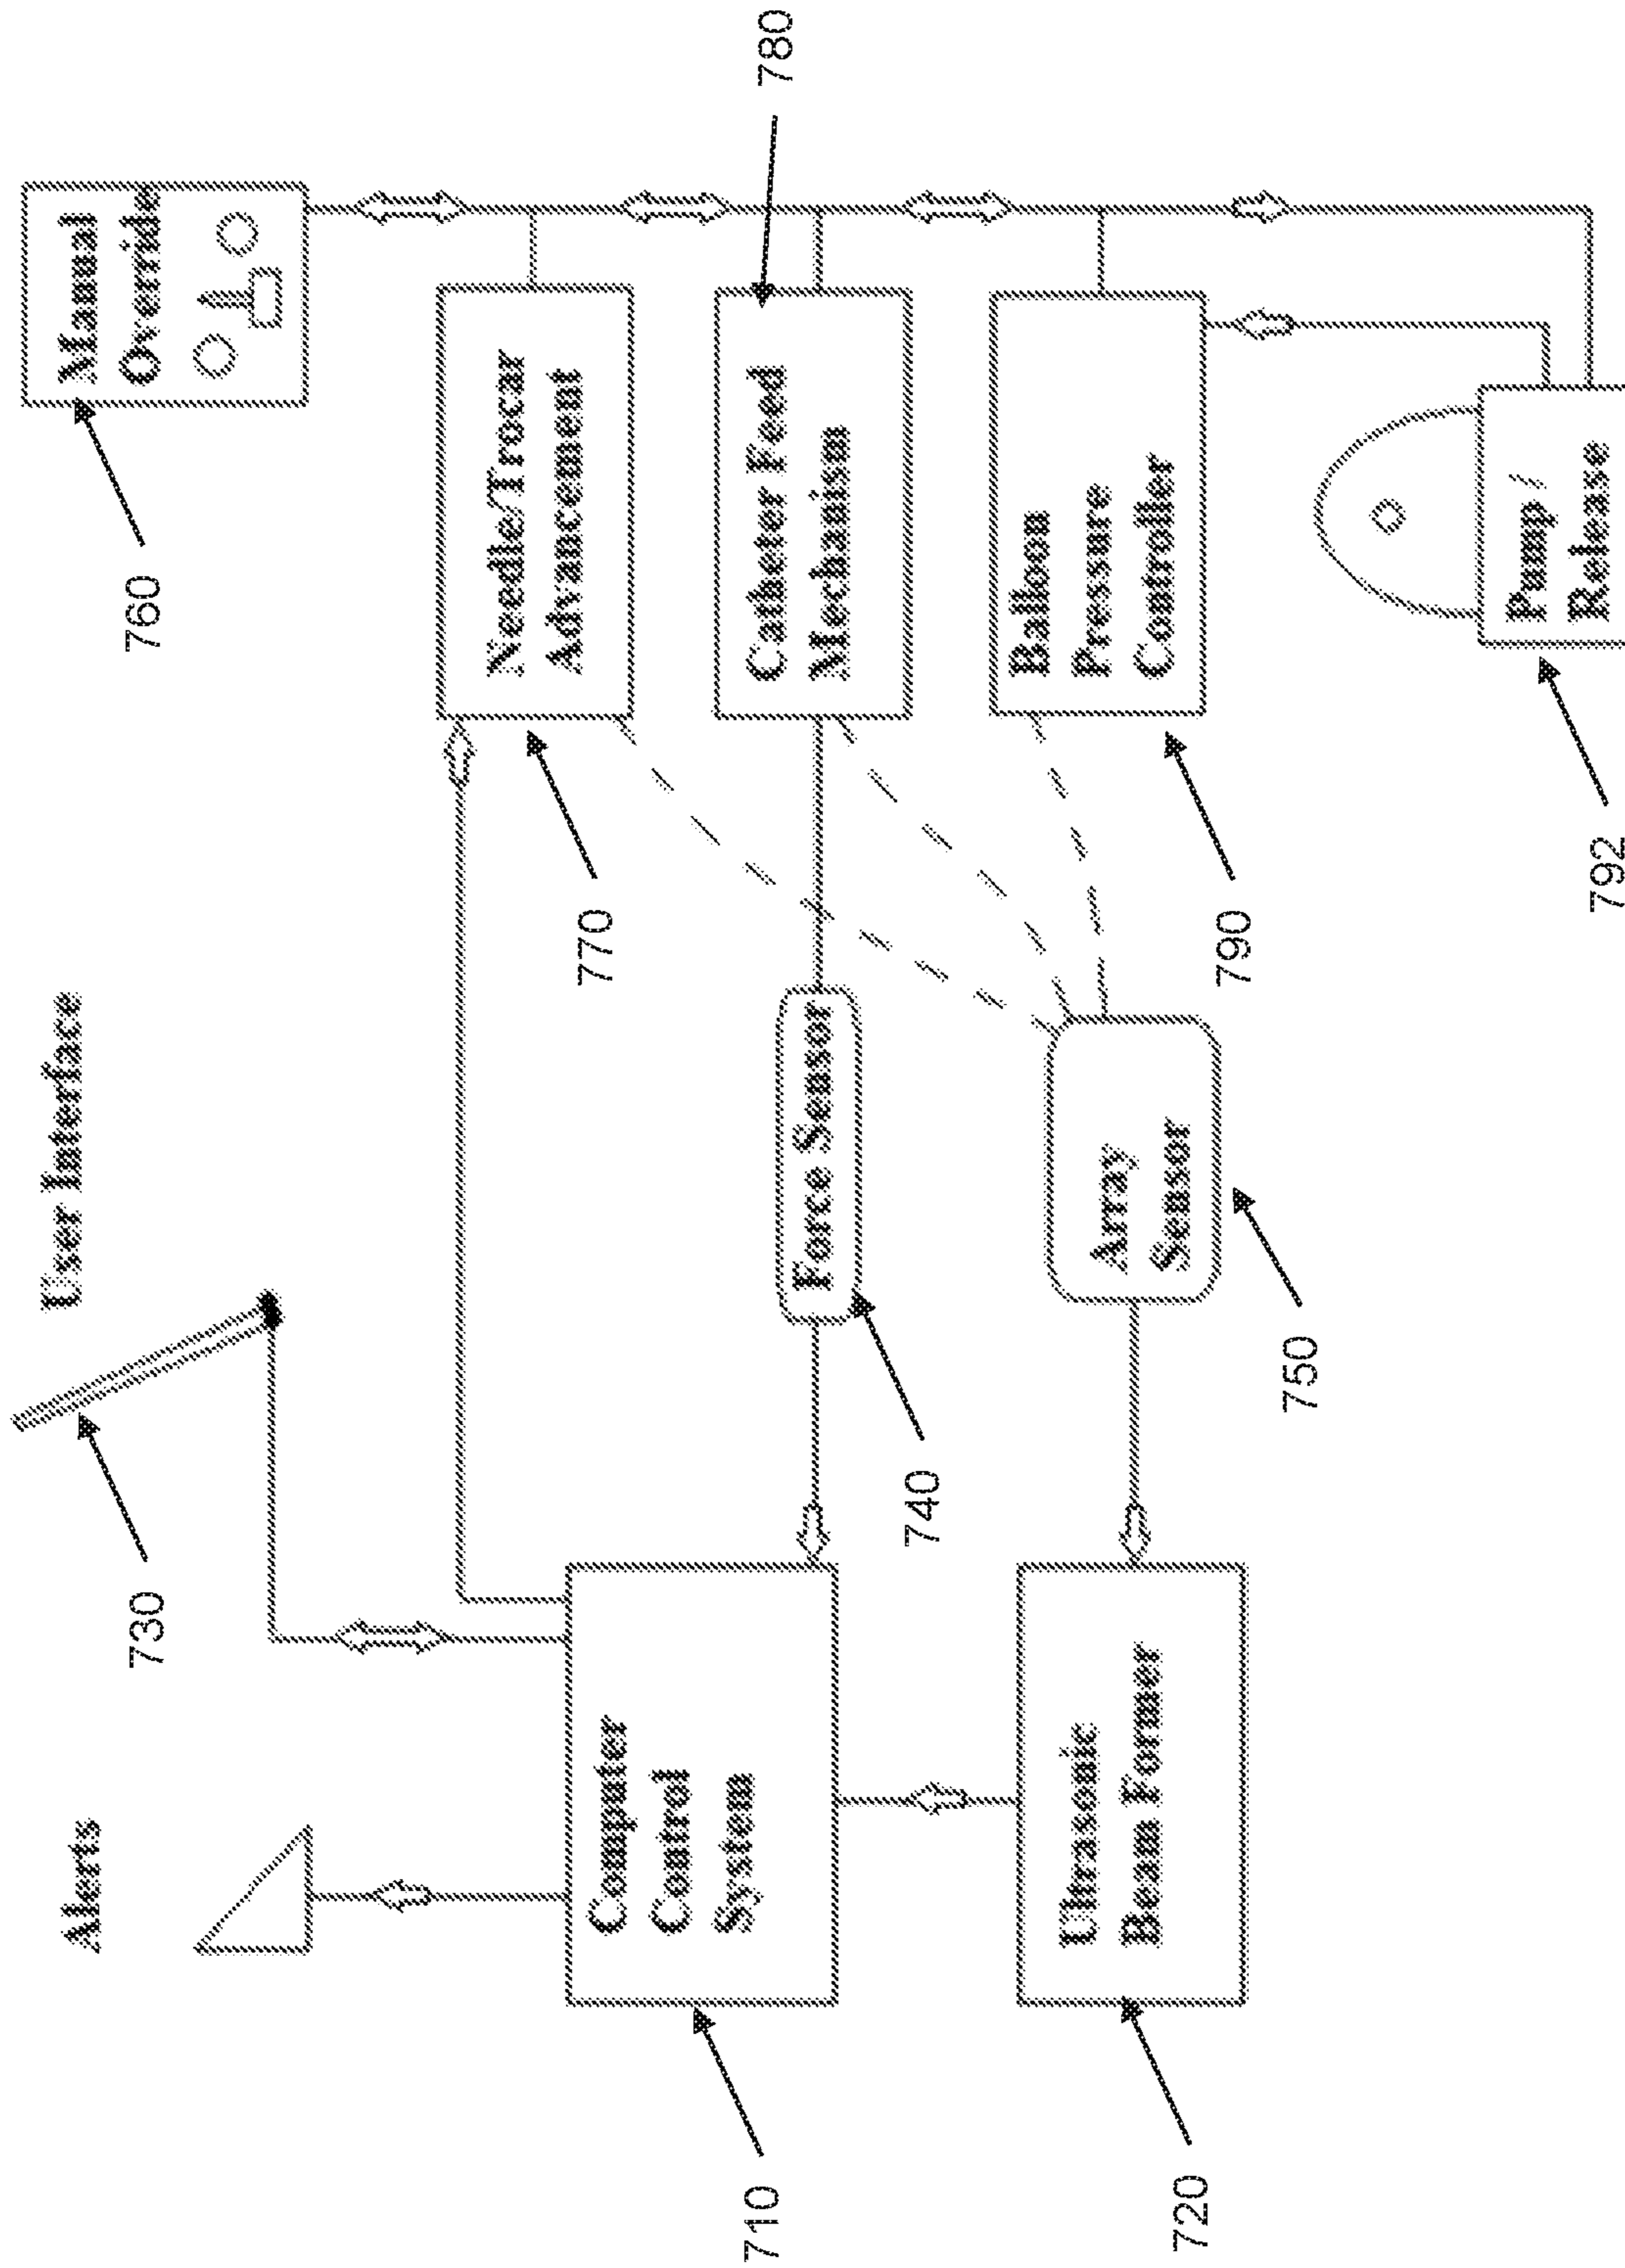 Alerts
User Interface
730
Manual
Override
760
Computer
Control
System
710
Needle/Trocar
Advancement
770
Force Sensor
740
Catheter Feed
Mechanism
780
Ultrasonic
Beam Former
720
Array
Sensor
750
Balloon
Pressure
Controller
790
Pump/
Release
792